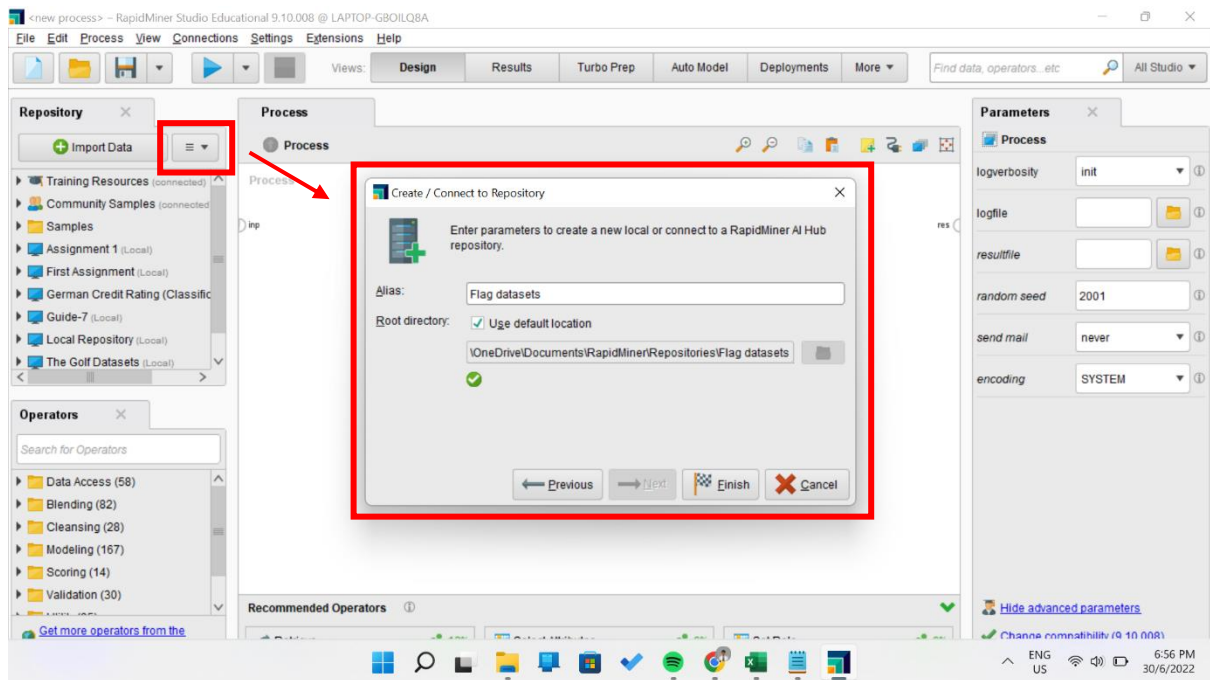 <new process> – RapidMiner Studio Educational 9.10.008 @ LAPTOP-GBOILQ8A
File Edit Process View Connections Settings Extensions Help
Views: Design Results Turbo Prep Auto Model Deployments More Find data, operators...etc All Studio
Repository
Import Data
Training Resources (connected)
Community Samples (connected
Samples
Assignment 1 (Local)
First Assignment (Local)
German Credit Rating (Classific
Guide-7 (Local)
Local Repository (Local)
The Golf Datasets (Local)
Operators
Search for Operators
Data Access (58)
Blending (82)
Cleansing (28)
Modeling (167)
Scoring (14)
Validation (30)
Get more operators from the
Process
Process
Process
inp
res
Create / Connect to Repository
Enter parameters to create a new local or connect to a RapidMiner AI Hub
repository.
Alias: Flag datasets
Root directory: Use default location
\OneDrive\Documents\RapidMiner\Repositories\Flag datasets
Previous Next Finish Cancel
Recommended Operators
Parameters
Process
logverbosity init
logfile
resultfile
random seed 2001
send mail never
encoding SYSTEM
Hide advanced parameters
Change compatibility (9.10.008)
ENG
US
6:56 PM
30/6/2022